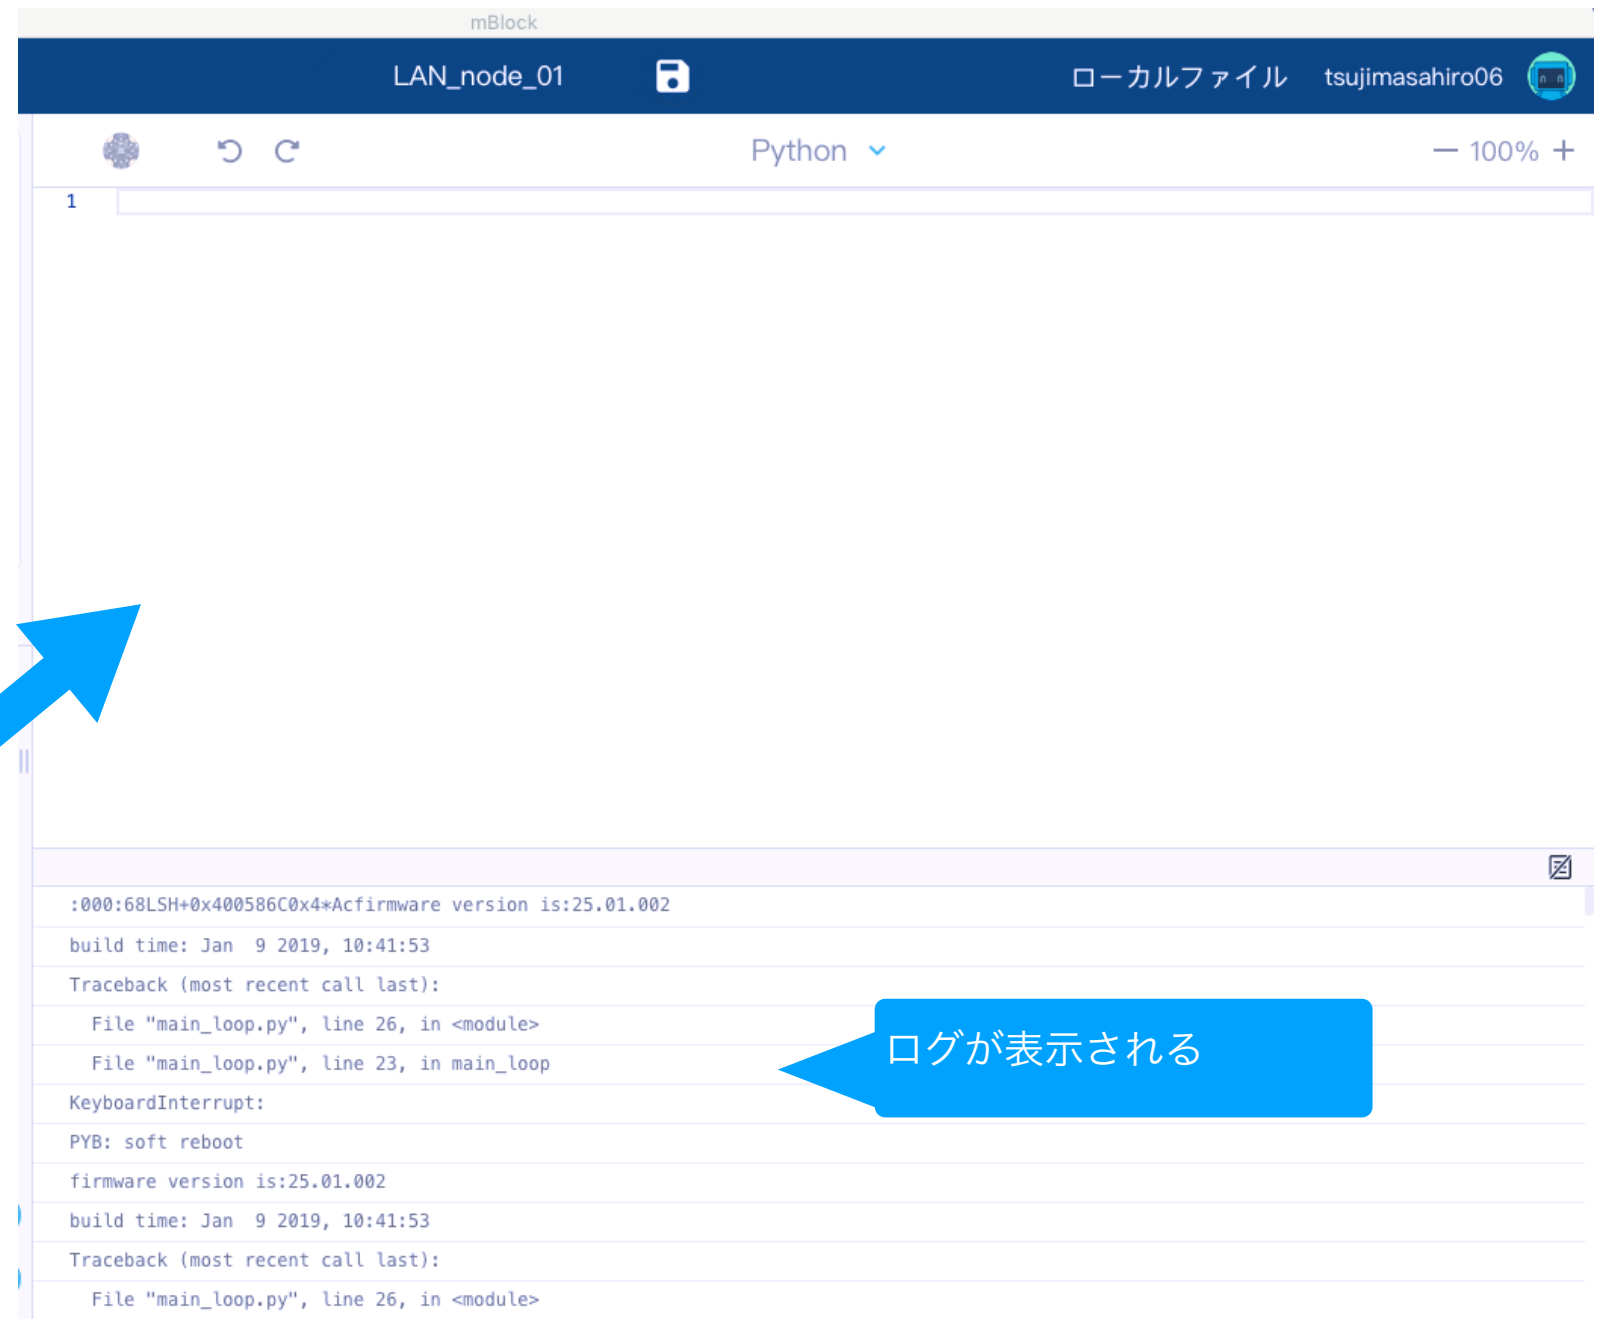 mBlock
LAN_node_01
ローカルファイル tsujimasahiro06
Python
100%
1
:000:68LSH+0x400586C0x4*Acfirmware version is:25.01.002
build time: Jan  9 2019, 10:41:53
Traceback (most recent call last):
File "main_loop.py", line 26, in <module>
File "main_loop.py", line 23, in main_loop
ログが表示される
KeyboardInterrupt:
PYB: soft reboot
firmware version is:25.01.002
build time: Jan  9 2019, 10:41:53
Traceback (most recent call last):
File "main_loop.py", line 26, in <module>